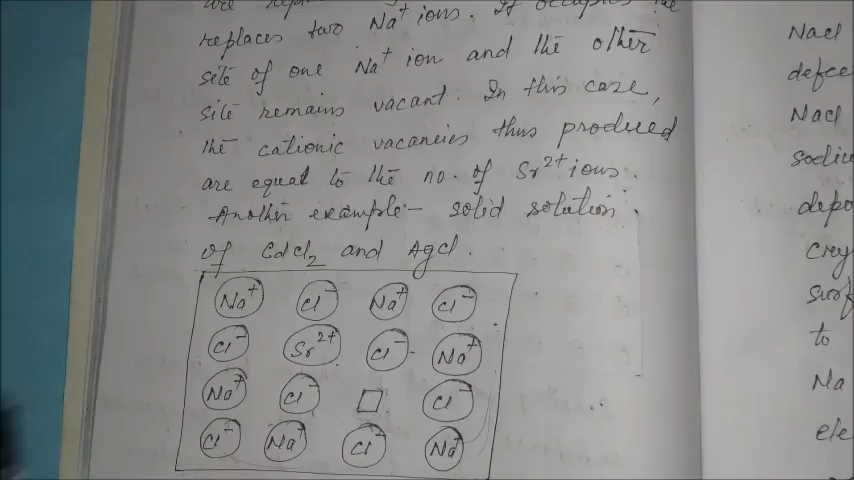 replaces two Na⁺ ions. It occupies the
site of one Na⁺ ion and the other
site remains vacant. In this case,
the cationic vacancies thus produced
are equal to the no. of Sr²⁺ ions.
Another example - solid solution
of CdCl₂ and AgCl.
Na⁺ Cl⁻ Na⁺ Cl⁻
Cl⁻ Sr²⁺ Cl⁻ Na⁺
Na⁺ Cl⁻ □ Cl⁻
Cl⁻ Na⁺ Cl⁻ Na⁺
Nacl
defce
Nacl
sodiu
depo
Cry
surf
to
Na
ele